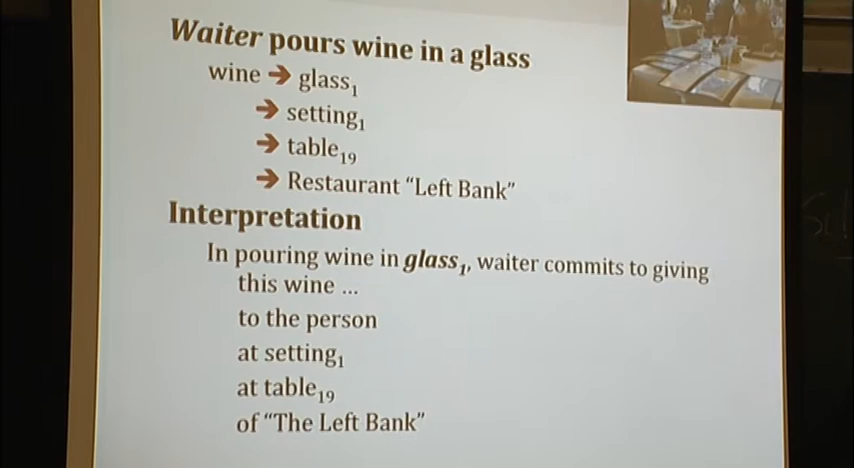 Waiter pours wine in a glass
wine → glass₁
→ setting₁
→ table₁₉
→ Restaurant “Left Bank”
Interpretation
In pouring wine in glass₁, waiter commits to giving
this wine ...
to the person
at setting₁
at table₁₉
of “The Left Bank”